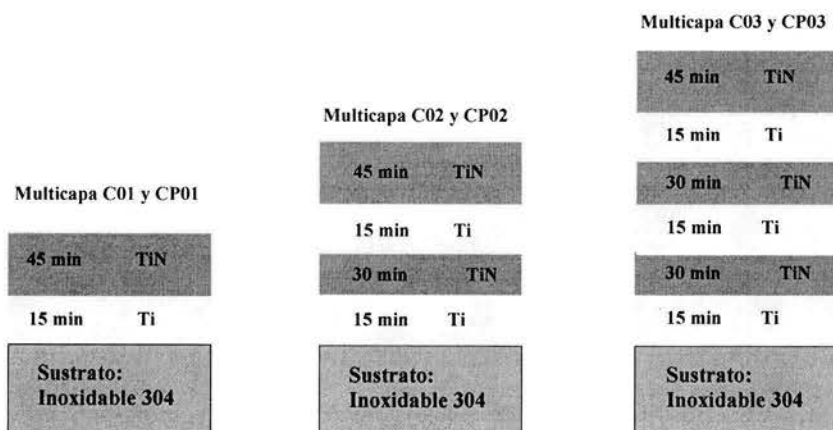 Multicapa C01 y CP01
45 min TiN
15 min Ti
Sustrato:
Inoxidable 304
Multicapa C02 y CP02
45 min TiN
15 min Ti
30 min TiN
15 min Ti
Sustrato:
Inoxidable 304
Multicapa C03 y CP03
45 min TiN
15 min Ti
30 min TiN
15 min Ti
30 min TiN
15 min Ti
Sustrato:
Inoxidable 304